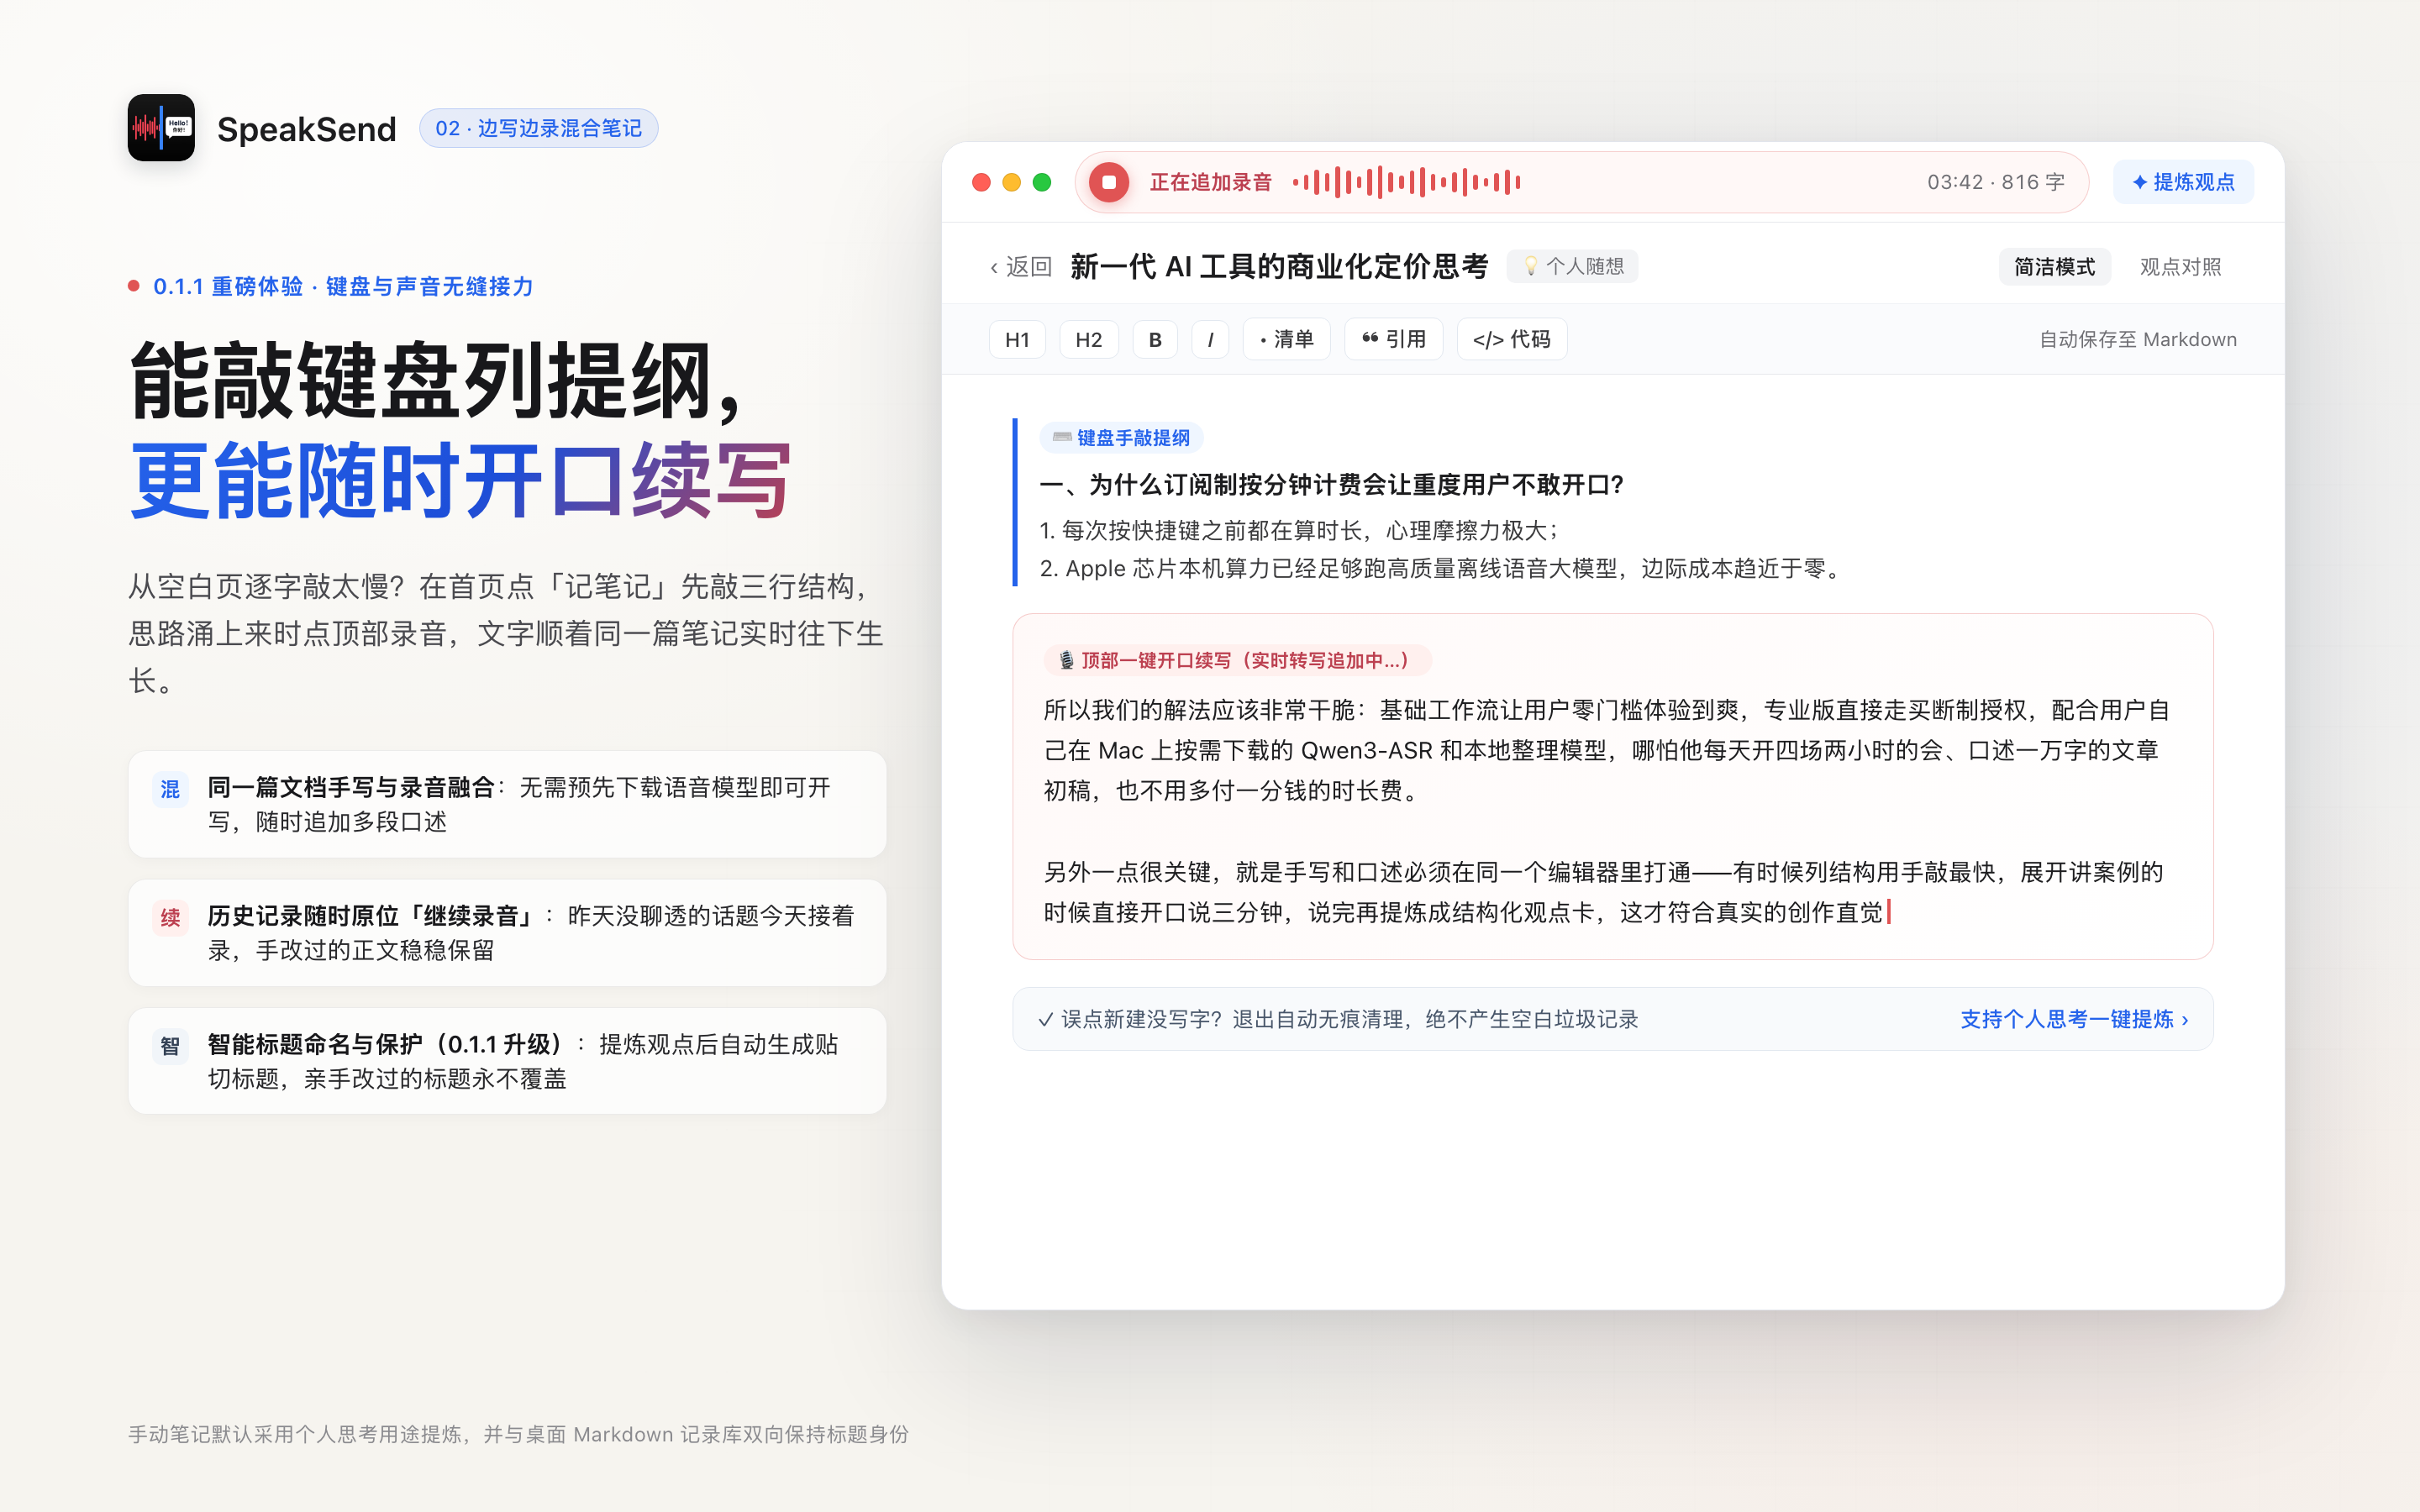 Hello!
你好!
SpeakSend
02 · 边写边录混合笔记
0.1.1 重磅体验 · 键盘与声音无缝接力
能敲键盘列提纲，
更能随时开口续写
从空白页逐字敲太慢？在首页点「记笔记」先敲三行结构，
思路涌上来时点顶部录音，文字顺着同一篇笔记实时往下生
长。
混
同一篇文档手写与录音融合：无需预先下载语音模型即可开
写，随时追加多段口述
续
历史记录随时原位「继续录音」：昨天没聊透的话题今天接着
录，手改过的正文稳稳保留
智
智能标题命名与保护（0.1.1 升级）：提炼观点后自动生成贴
切标题，亲手改过的标题永不覆盖
手动笔记默认采用个人思考用途提炼，并与桌面 Markdown 记录库双向保持标题身份
正在追加录音
03:42 · 816 字
✦ 提炼观点
‹ 返回
新一代 AI 工具的商业化定价思考
💡 个人随想
简洁模式
观点对照
H1
H2
B
I
• 清单
❝ 引用
</> 代码
自动保存至 Markdown
⌨️ 键盘手敲提纲
一、为什么订阅制按分钟计费会让重度用户不敢开口？
1. 每次按快捷键之前都在算时长，心理摩擦力极大；
2. Apple 芯片本机算力已经足够跑高质量离线语音大模型，边际成本趋近于零。
🎙️ 顶部一键开口续写（实时转写追加中...）
所以我们的解法应该非常干脆：基础工作流让用户零门槛体验到爽，专业版直接走买断制授权，配合用户自
己在 Mac 上按需下载的 Qwen3-ASR 和本地整理模型，哪怕他每天开四场两小时的会、口述一万字的文章
初稿，也不用多付一分钱的时长费。
另外一点很关键，就是手写和口述必须在同一个编辑器里打通——有时候列结构用手敲最快，展开讲案例的
时候直接开口说三分钟，说完再提炼成结构化观点卡，这才符合真实的创作直觉
✓ 误点新建没写字？退出自动无痕清理，绝不产生空白垃圾记录
支持个人思考一键提炼 ›